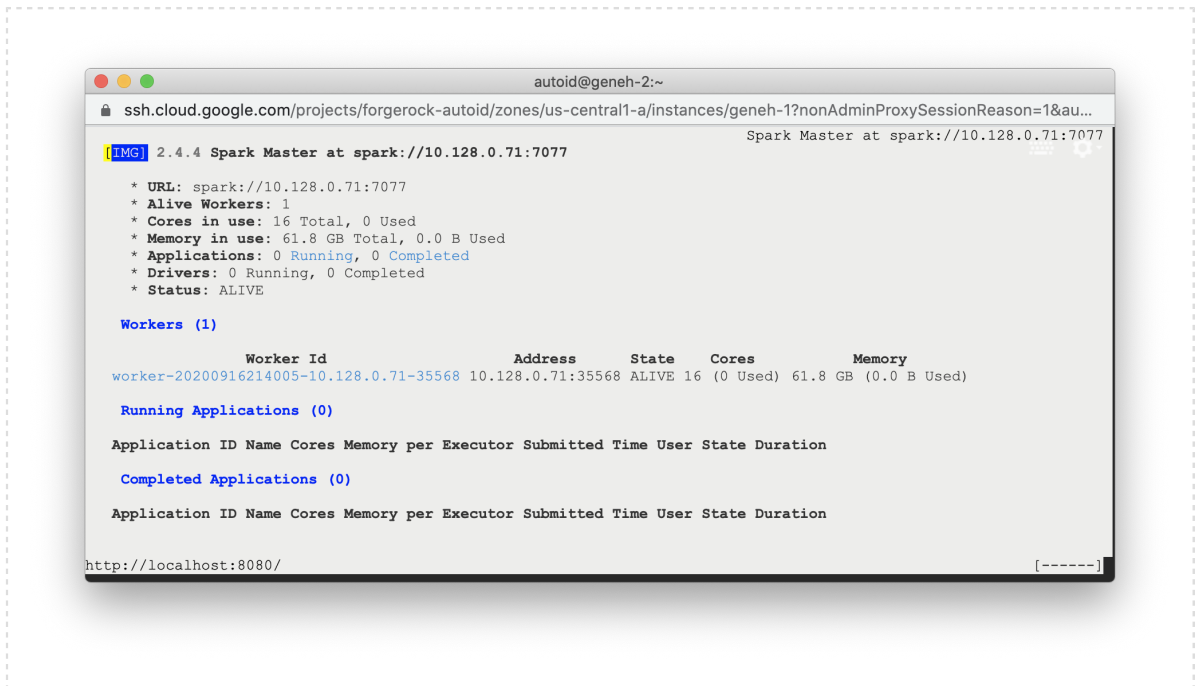 autoid@geneh-2:~
ssh.cloud.google.com/projects/forgerock-autoid/zones/us-central1-a/instances/geneh-1?nonAdminProxySessionReason=1&au...
Spark Master at spark://10.128.0.71:7077
[IMG] 2.4.4 Spark Master at spark://10.128.0.71:7077
* URL: spark://10.128.0.71:7077
* Alive Workers: 1
* Cores in use: 16 Total, 0 Used
* Memory in use: 61.8 GB Total, 0.0 B Used
* Applications: 0 Running, 0 Completed
* Drivers: 0 Running, 0 Completed
* Status: ALIVE
Workers (1)
Worker Id Address State Cores Memory
worker-20200916214005-10.128.0.71-35568 10.128.0.71:35568 ALIVE 16 (0 Used) 61.8 GB (0.0 B Used)
Running Applications (0)
Application ID Name Cores Memory per Executor Submitted Time User State Duration
Completed Applications (0)
Application ID Name Cores Memory per Executor Submitted Time User State Duration
http://localhost:8080/ [------]